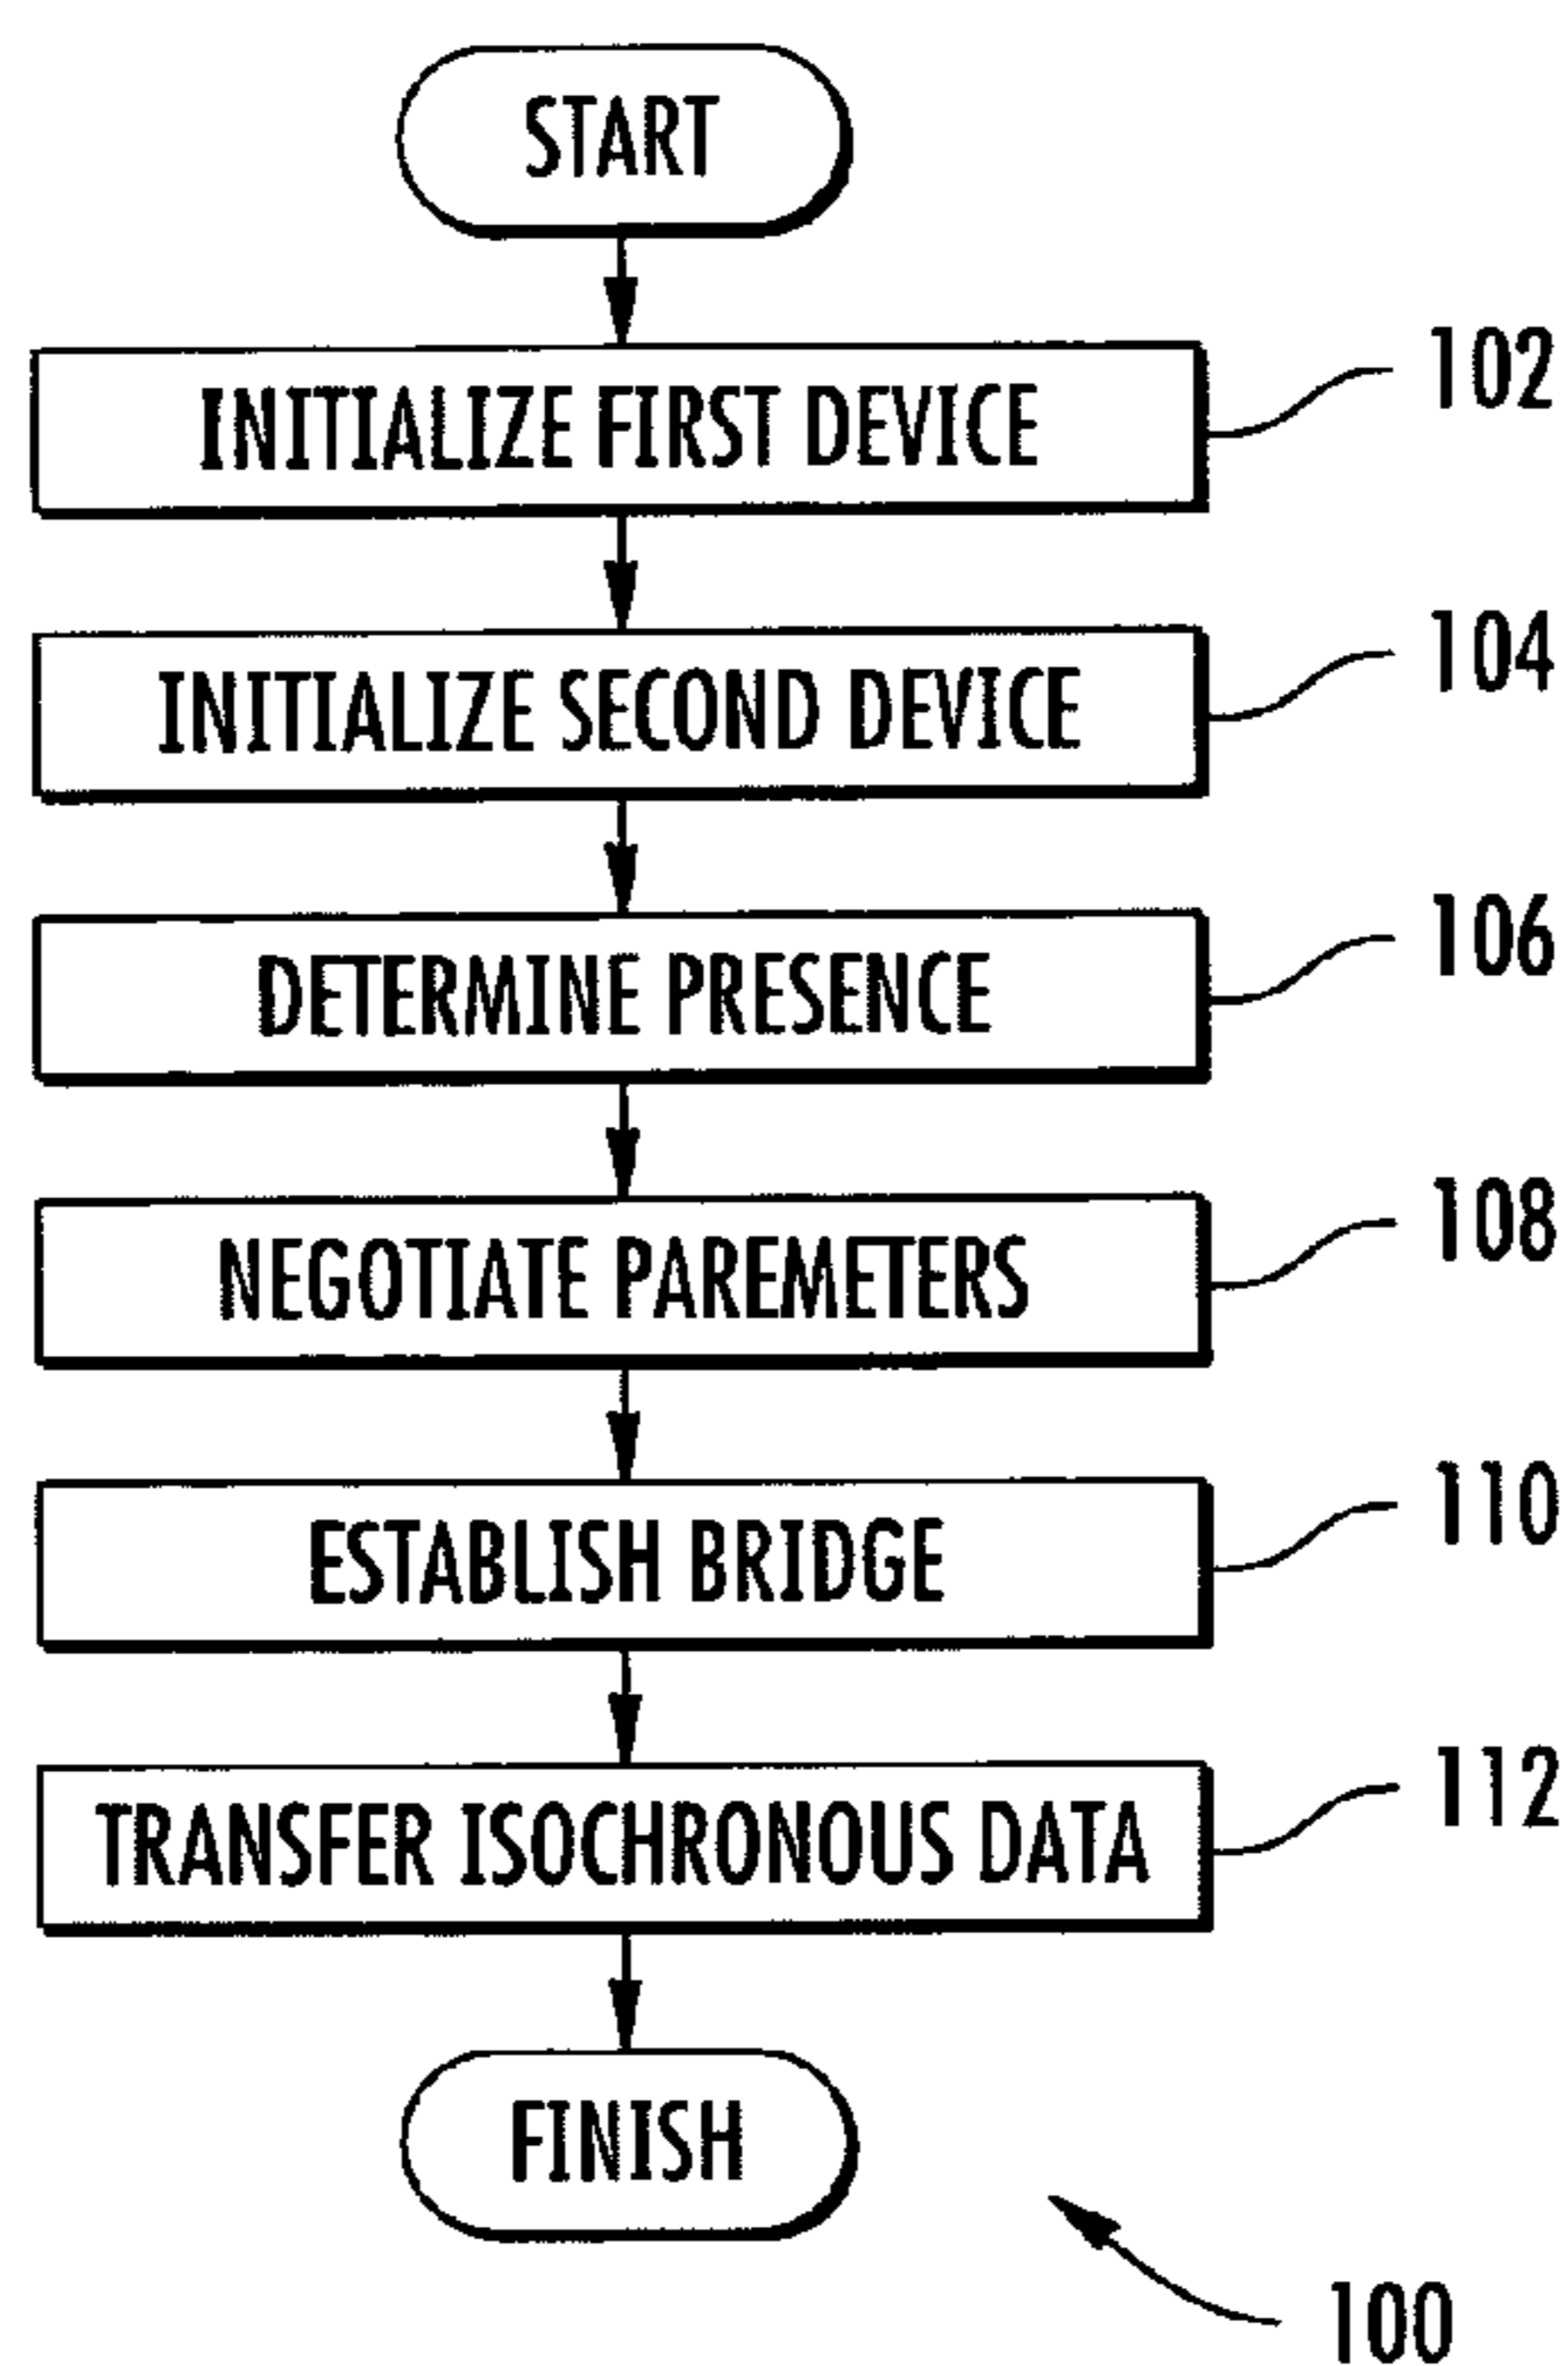 START
INITIALIZE FIRST DEVICE
102
INITIALIZE SECOND DEVICE
104
DETERMINE PRESENCE
106
NEGOTIATE PAREMETERS
108
ESTABLISH BRIDGE
110
TRANSFER ISOCHRONOUS DATA
112
FINISH
100